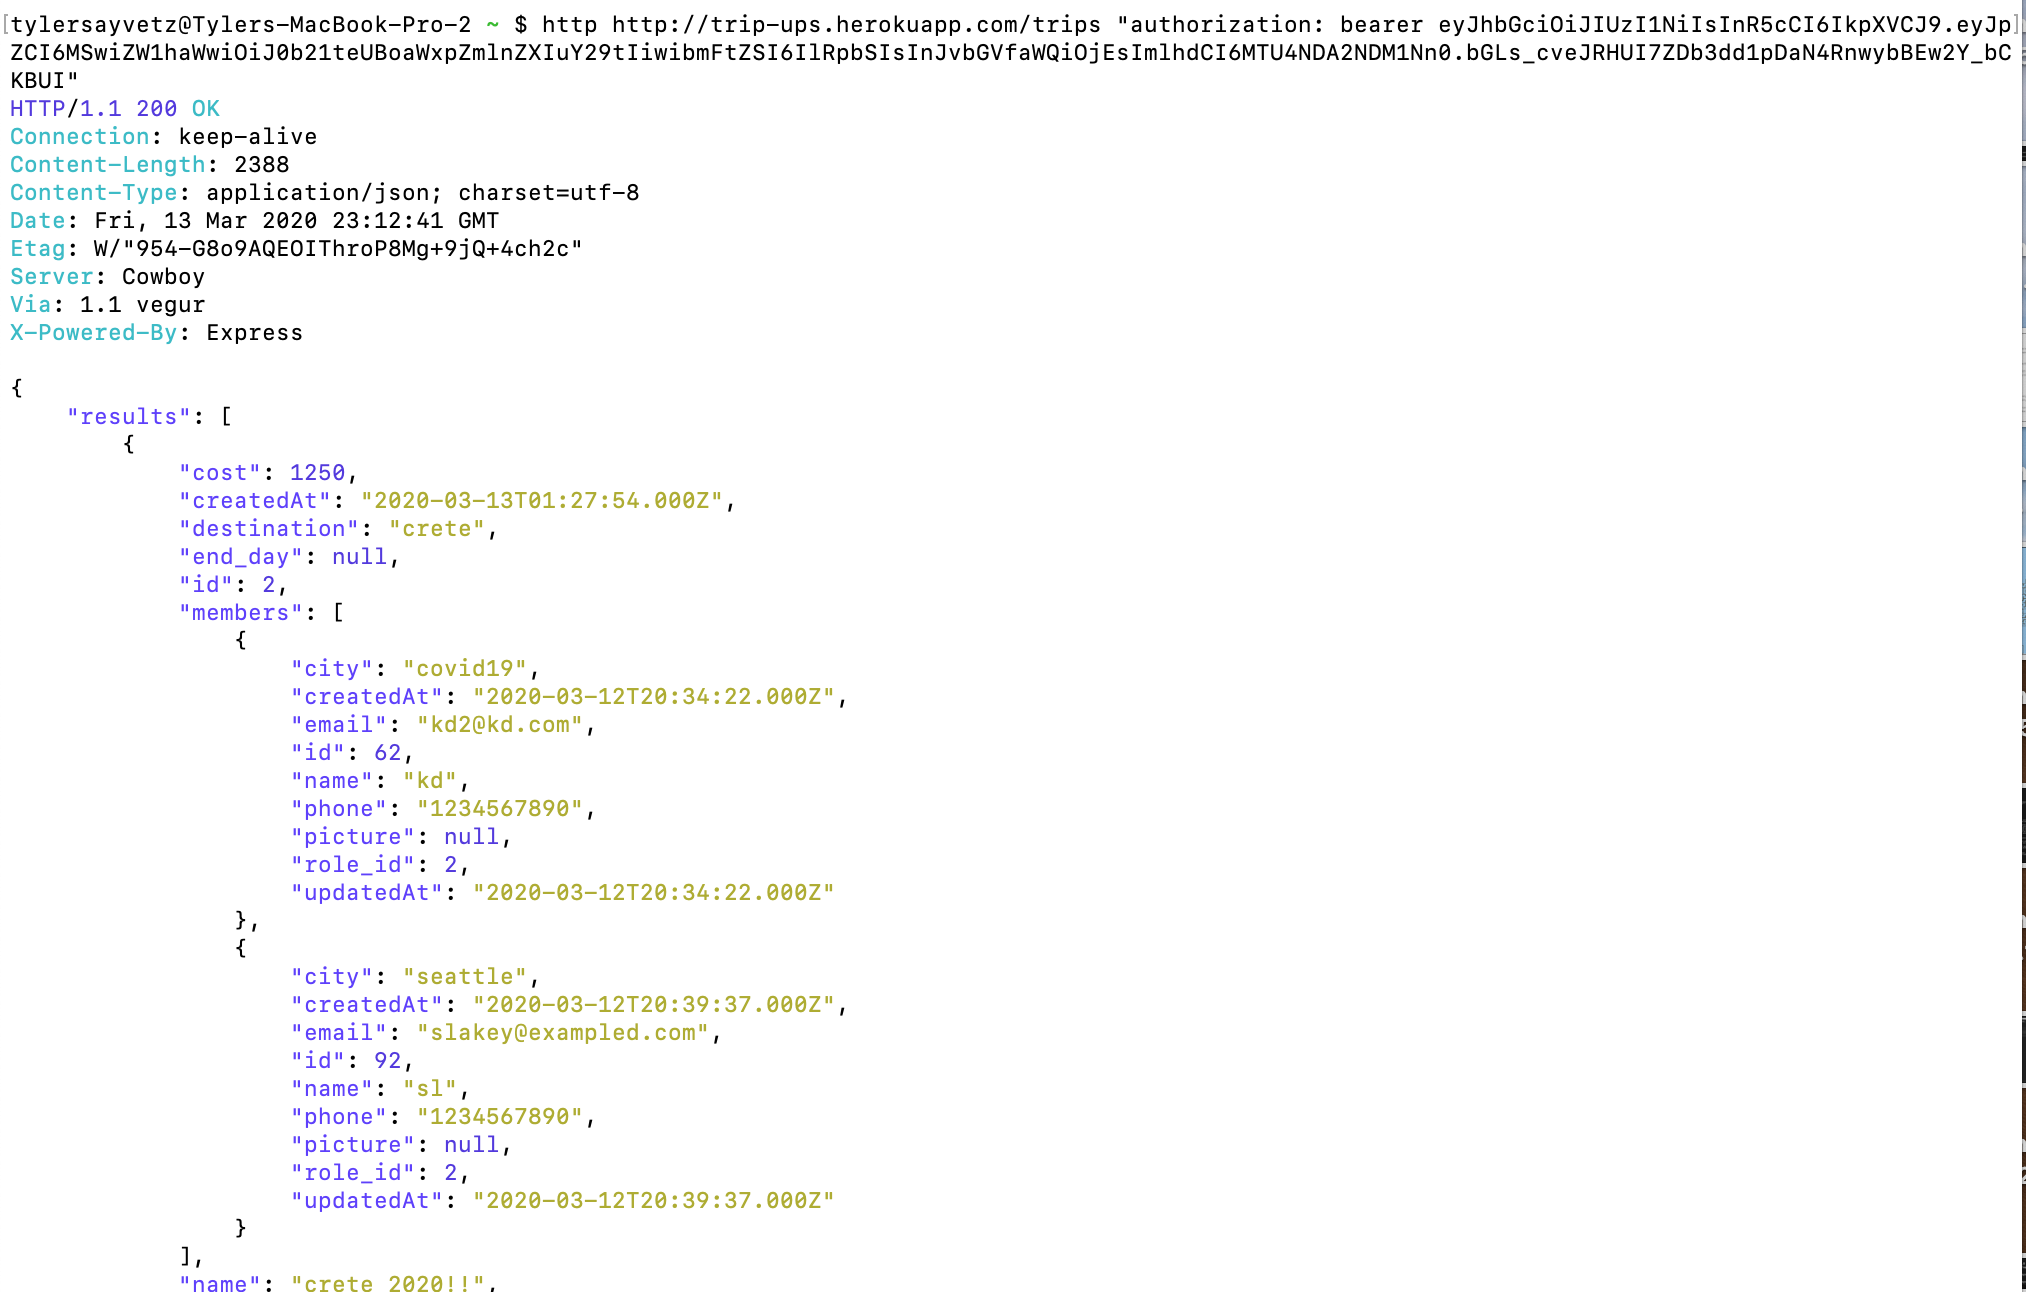 [tylersayvetz@Tylers-MacBook-Pro-2 ~ $ http http://trip-ups.herokuapp.com/trips "authorization: bearer eyJhbGciOiJIUzI1NiIsInR5cCI6IkpXVCJ9.eyJp]
ZCI6MSwiZW1haWwiOiJ0b21teUBoaWxpZmlnZXIuY29tIiwibmFtZSI6IlRpbSIsInJvbGVfaWQiOjEsImlhdCI6MTU4NDA2NDM1Nn0.bGLs_cveJRHUI7ZDb3dd1pDaN4RnwybBEw2Y_bC
KBUI"
HTTP/1.1 200 OK
Connection: keep-alive
Content-Length: 2388
Content-Type: application/json; charset=utf-8
Date: Fri, 13 Mar 2020 23:12:41 GMT
Etag: W/"954-G8o9AQEOIThroP8Mg+9jQ+4ch2c"
Server: Cowboy
Via: 1.1 vegur
X-Powered-By: Express
{
"results": [
{
"cost": 1250,
"createdAt": "2020-03-13T01:27:54.000Z",
"destination": "crete",
"end_day": null,
"id": 2,
"members": [
{
"city": "covid19",
"createdAt": "2020-03-12T20:34:22.000Z",
"email": "kd2@kd.com",
"id": 62,
"name": "kd",
"phone": "1234567890",
"picture": null,
"role_id": 2,
"updatedAt": "2020-03-12T20:34:22.000Z"
},
{
"city": "seattle",
"createdAt": "2020-03-12T20:39:37.000Z",
"email": "slakey@exampled.com",
"id": 92,
"name": "sl",
"phone": "1234567890",
"picture": null,
"role_id": 2,
"updatedAt": "2020-03-12T20:39:37.000Z"
}
],
"name": "crete 2020!!",